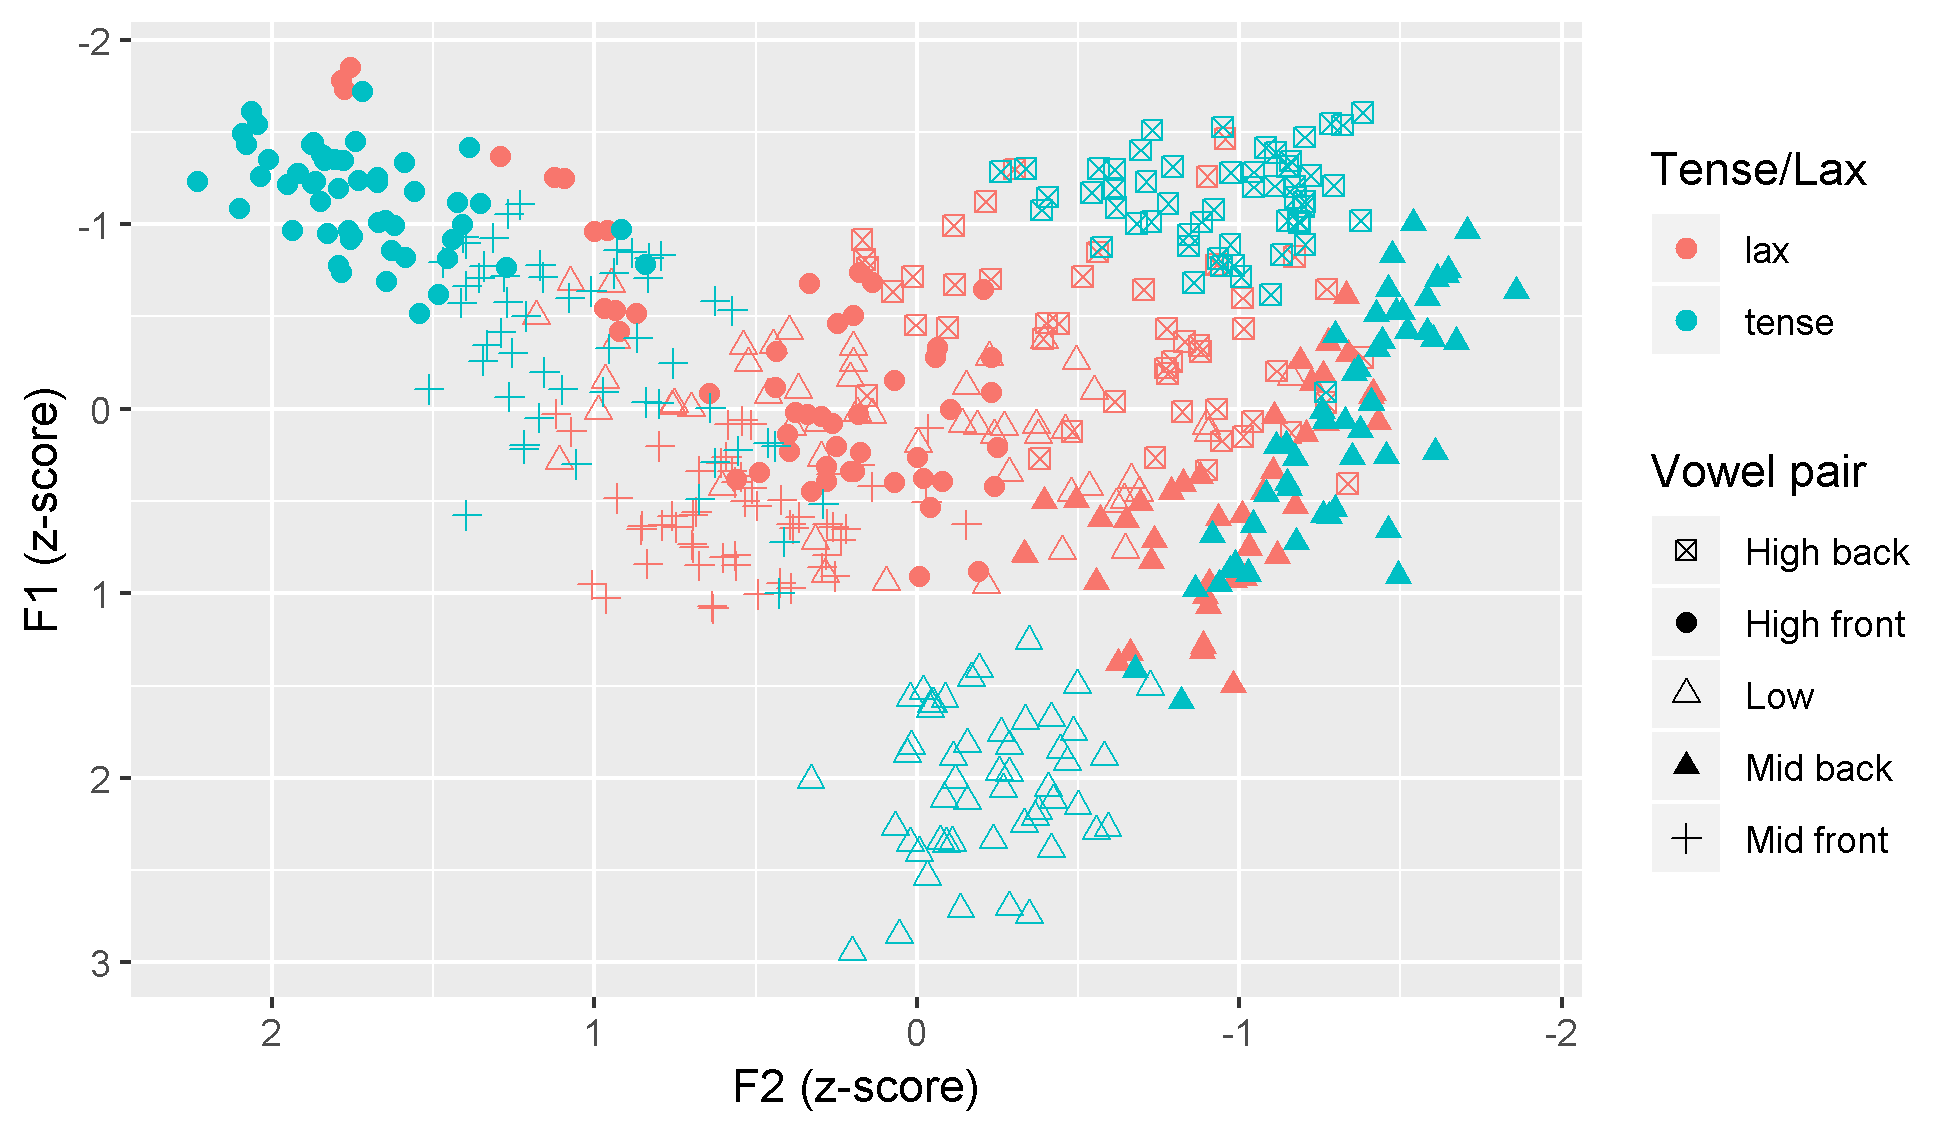 -2
-1
0
1
2
3
F1 (z-score)
2
1
0
-1
-2
F2 (z-score)
Tense/Lax
lax
tense
Vowel pair
High back
High front
Low
Mid back
Mid front